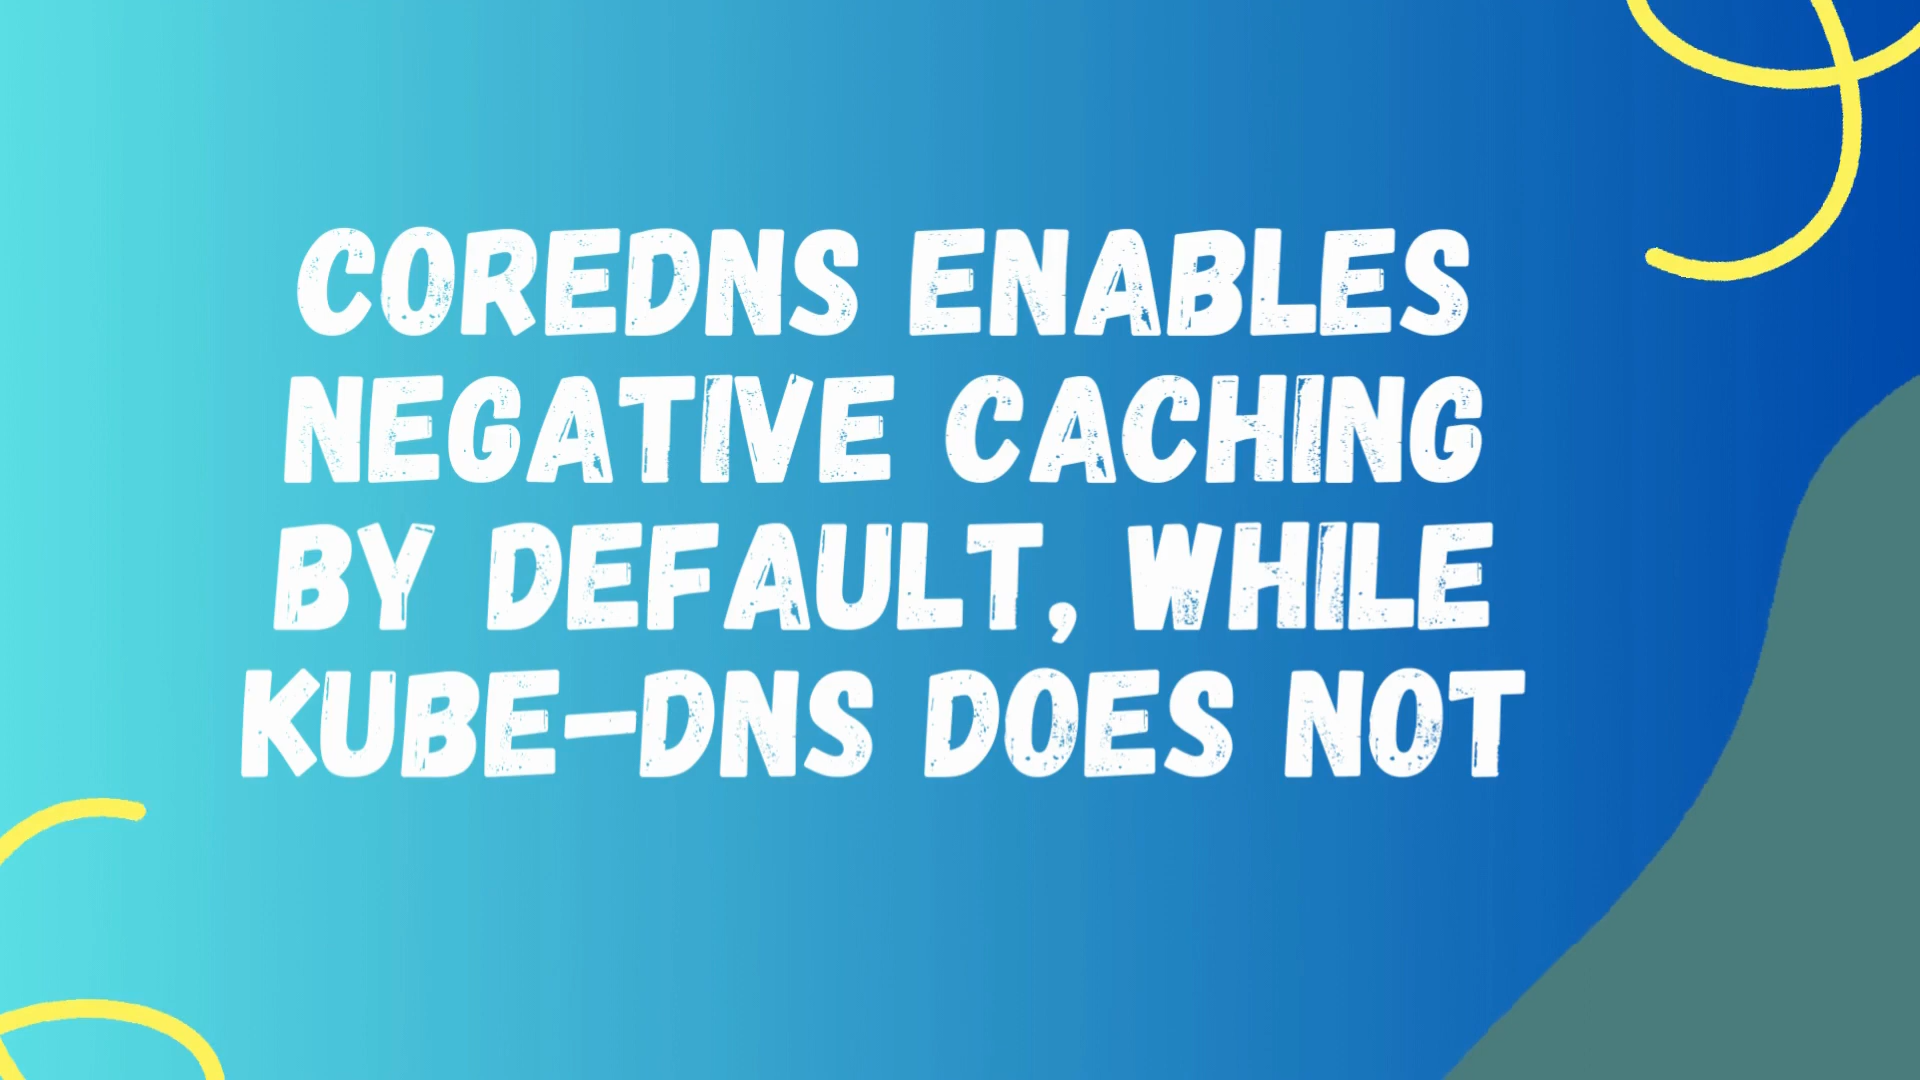 COREDNS ENABLES
NEGATIVE CACHING
BY DEFAULT, WHILE
KUBE-DNS DOES NOT